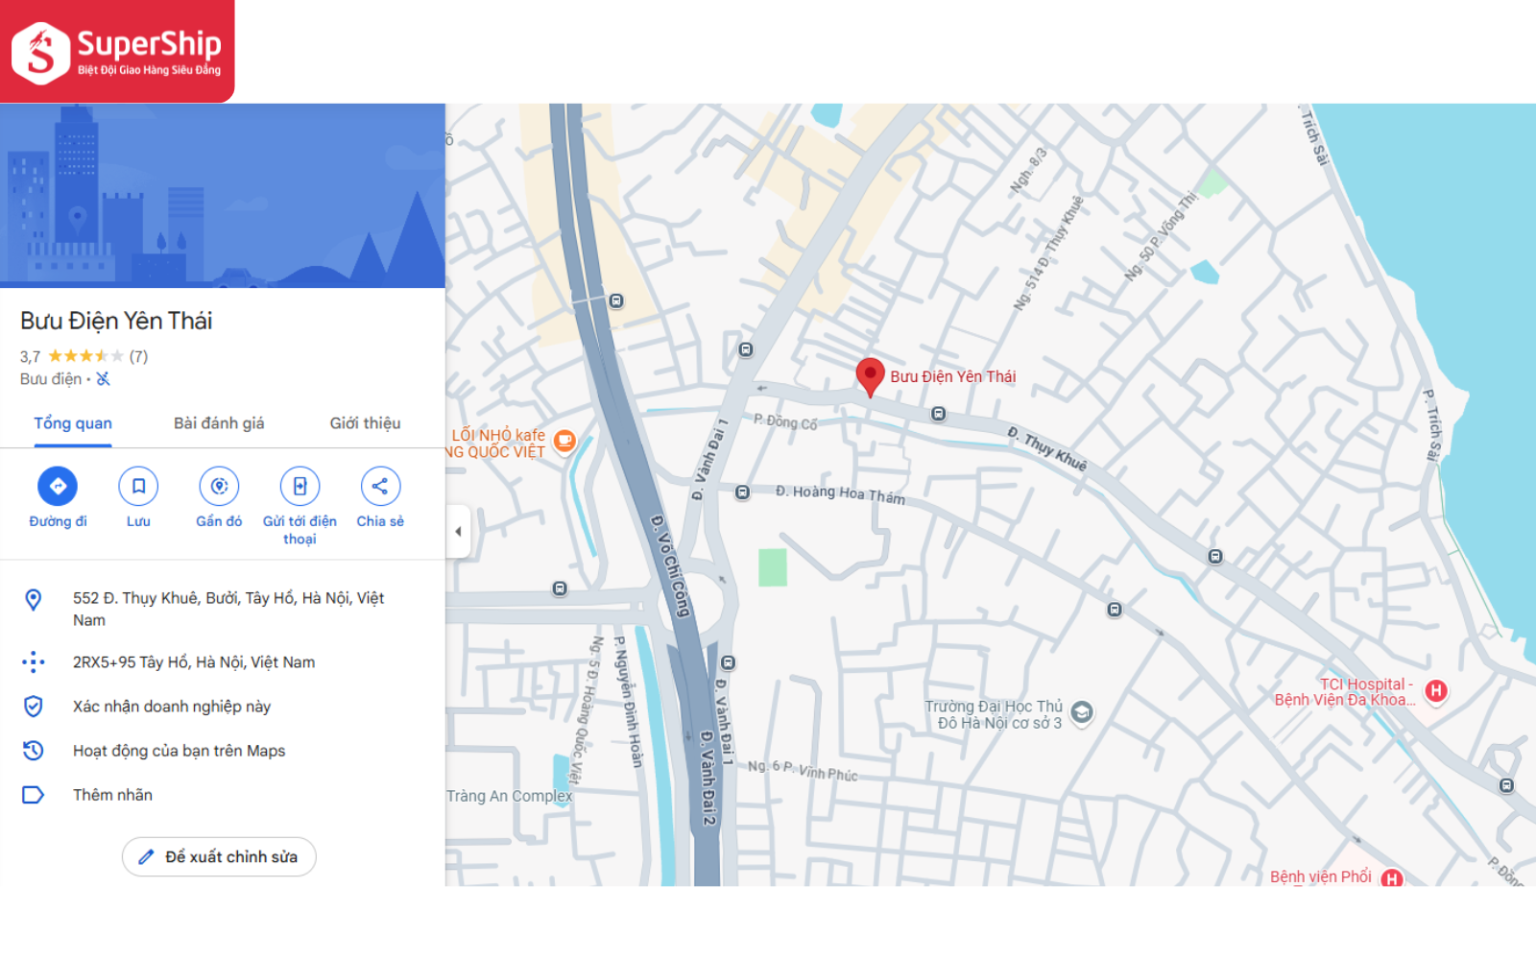 SuperShip
Biệt Đội Giao Hàng Siêu Đẳng
Bưu Điện Yên Thái
3,7 (7)
Bưu điện •
Tổng quan
Bài đánh giá
Giới thiệu
Đường đi
Lưu
Gần đó
Gửi tới điện
thoại
Chia sẻ
552 Đ. Thụy Khuê, Bưởi, Tây Hồ, Hà Nội, Việt
Nam
2RX5+95 Tây Hồ, Hà Nội, Việt Nam
Xác nhận doanh nghiệp này
Hoạt động của bạn trên Maps
Thêm nhãn
Đề xuất chỉnh sửa
Trích Sài
Ngh. 8/3
Ng. 514 Đ. Thụy Khuê
Ng. 50 P. Võng Thị
Bưu Điện Yên Thái
P. Trích Sài
P. Đồng Cổ
LỐI NHỎ kafe
NG QUỐC VIỆT
Đ. Vành Đai 1
Đ. Thụy Khuê
Đ. Hoàng Hoa Thám
Đ. Võ Chí Công
Ng. 5 Đ. Hoàng Quốc Việt
P. Nguyễn Đình Hoàn
Đ. Vành Đai 1
Đ. Vành Đai 2
TCI Hospital -
Bệnh Viện Đa Khoa...
Trường Đại Học Thủ
Đô Hà Nội cơ sở 3
Ng. 6 P. Vĩnh Phúc
Tràng An Complex
Bệnh viện Phổi
P. Đông